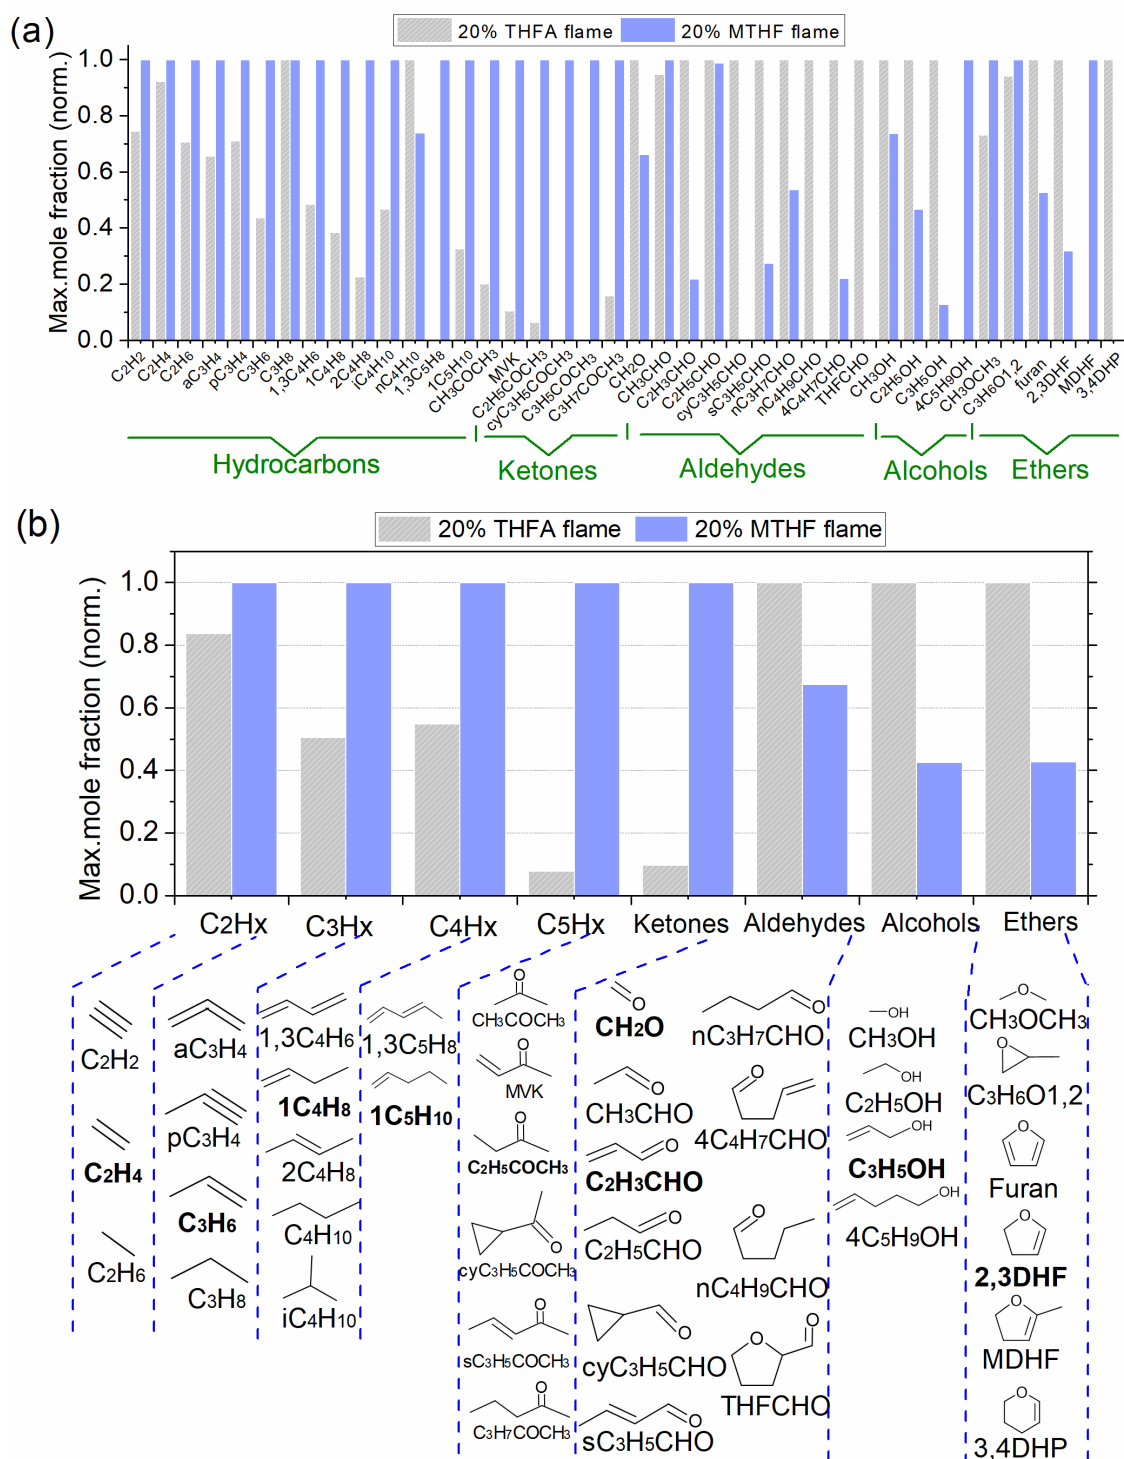 (a)
20% THFA flame 20% MTHF flame
Max.mole fraction (norm.)
1.0
0.8
0.6
0.4
0.2
0.0
C2H2 C2H4 C2H6 aC3H4 pC3H4 C3H6 C3H8 1,3C4H6 1C4H8 2C4H8 iC4H10 nC4H10 1,3C5H8 1C5H10 CH3COCH3 MVK C2H5COCH3 cyC3H5COCH3 C3H5COCH3 C3H7COCH3 CH2O CH3CHO C2H3CHO C2H5CHO cyC3H5CHO sC3H5CHO nC3H7CHO nC4H9CHO 4C4H7CHO THFCHO CH3OH C2H5OH C3H5OH 4C5H9OH CH3OCH3 C3H6O1,2 furan 2,3DHF MDHF 3,4DHP
Hydrocarbons Ketones Aldehydes Alcohols Ethers
(b)
20% THFA flame 20% MTHF flame
Max.mole fraction (norm.)
1.0
0.8
0.6
0.4
0.2
0.0
C2Hx C3Hx C4Hx C5Hx Ketones Aldehydes Alcohols Ethers
C2H2
C2H4
C2H6
aC3H4
pC3H4
C3H6
C3H8
1,3C4H6
1C4H8
2C4H8
C4H10
iC4H10
1,3C5H8
1C5H10
O
CH3COCH3
O
MVK
O
C2H5COCH3
O
cyC3H5COCH3
O
sC3H5COCH3
O
C3H7COCH3
O
CH2O
O
CH3CHO
O
C2H3CHO
O
C2H5CHO
O
cyC3H5CHO
O
sC3H5CHO
O
nC3H7CHO
O
4C4H7CHO
O
nC4H9CHO
O
O
THFCHO
OH
CH3OH
OH
C2H5OH
OH
C3H5OH
OH
4C5H9OH
O
CH3OCH3
O
C3H6O1,2
O
Furan
O
2,3DHF
O
MDHF
O
3,4DHP